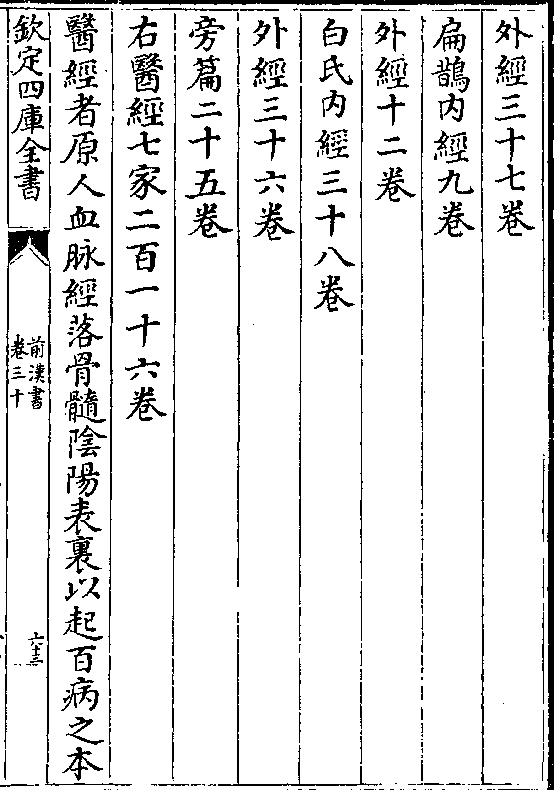 外經三十七卷
扁鵲内經九卷
外經十二卷
白氏内經三十八卷
外經三十六卷
旁篇二十五卷
右醫經七家二百一十六卷
醫經者原人血脉經落骨髓隂陽表裏以起百病之本
欽定四庫全書
前漢書
卷三十
六十三